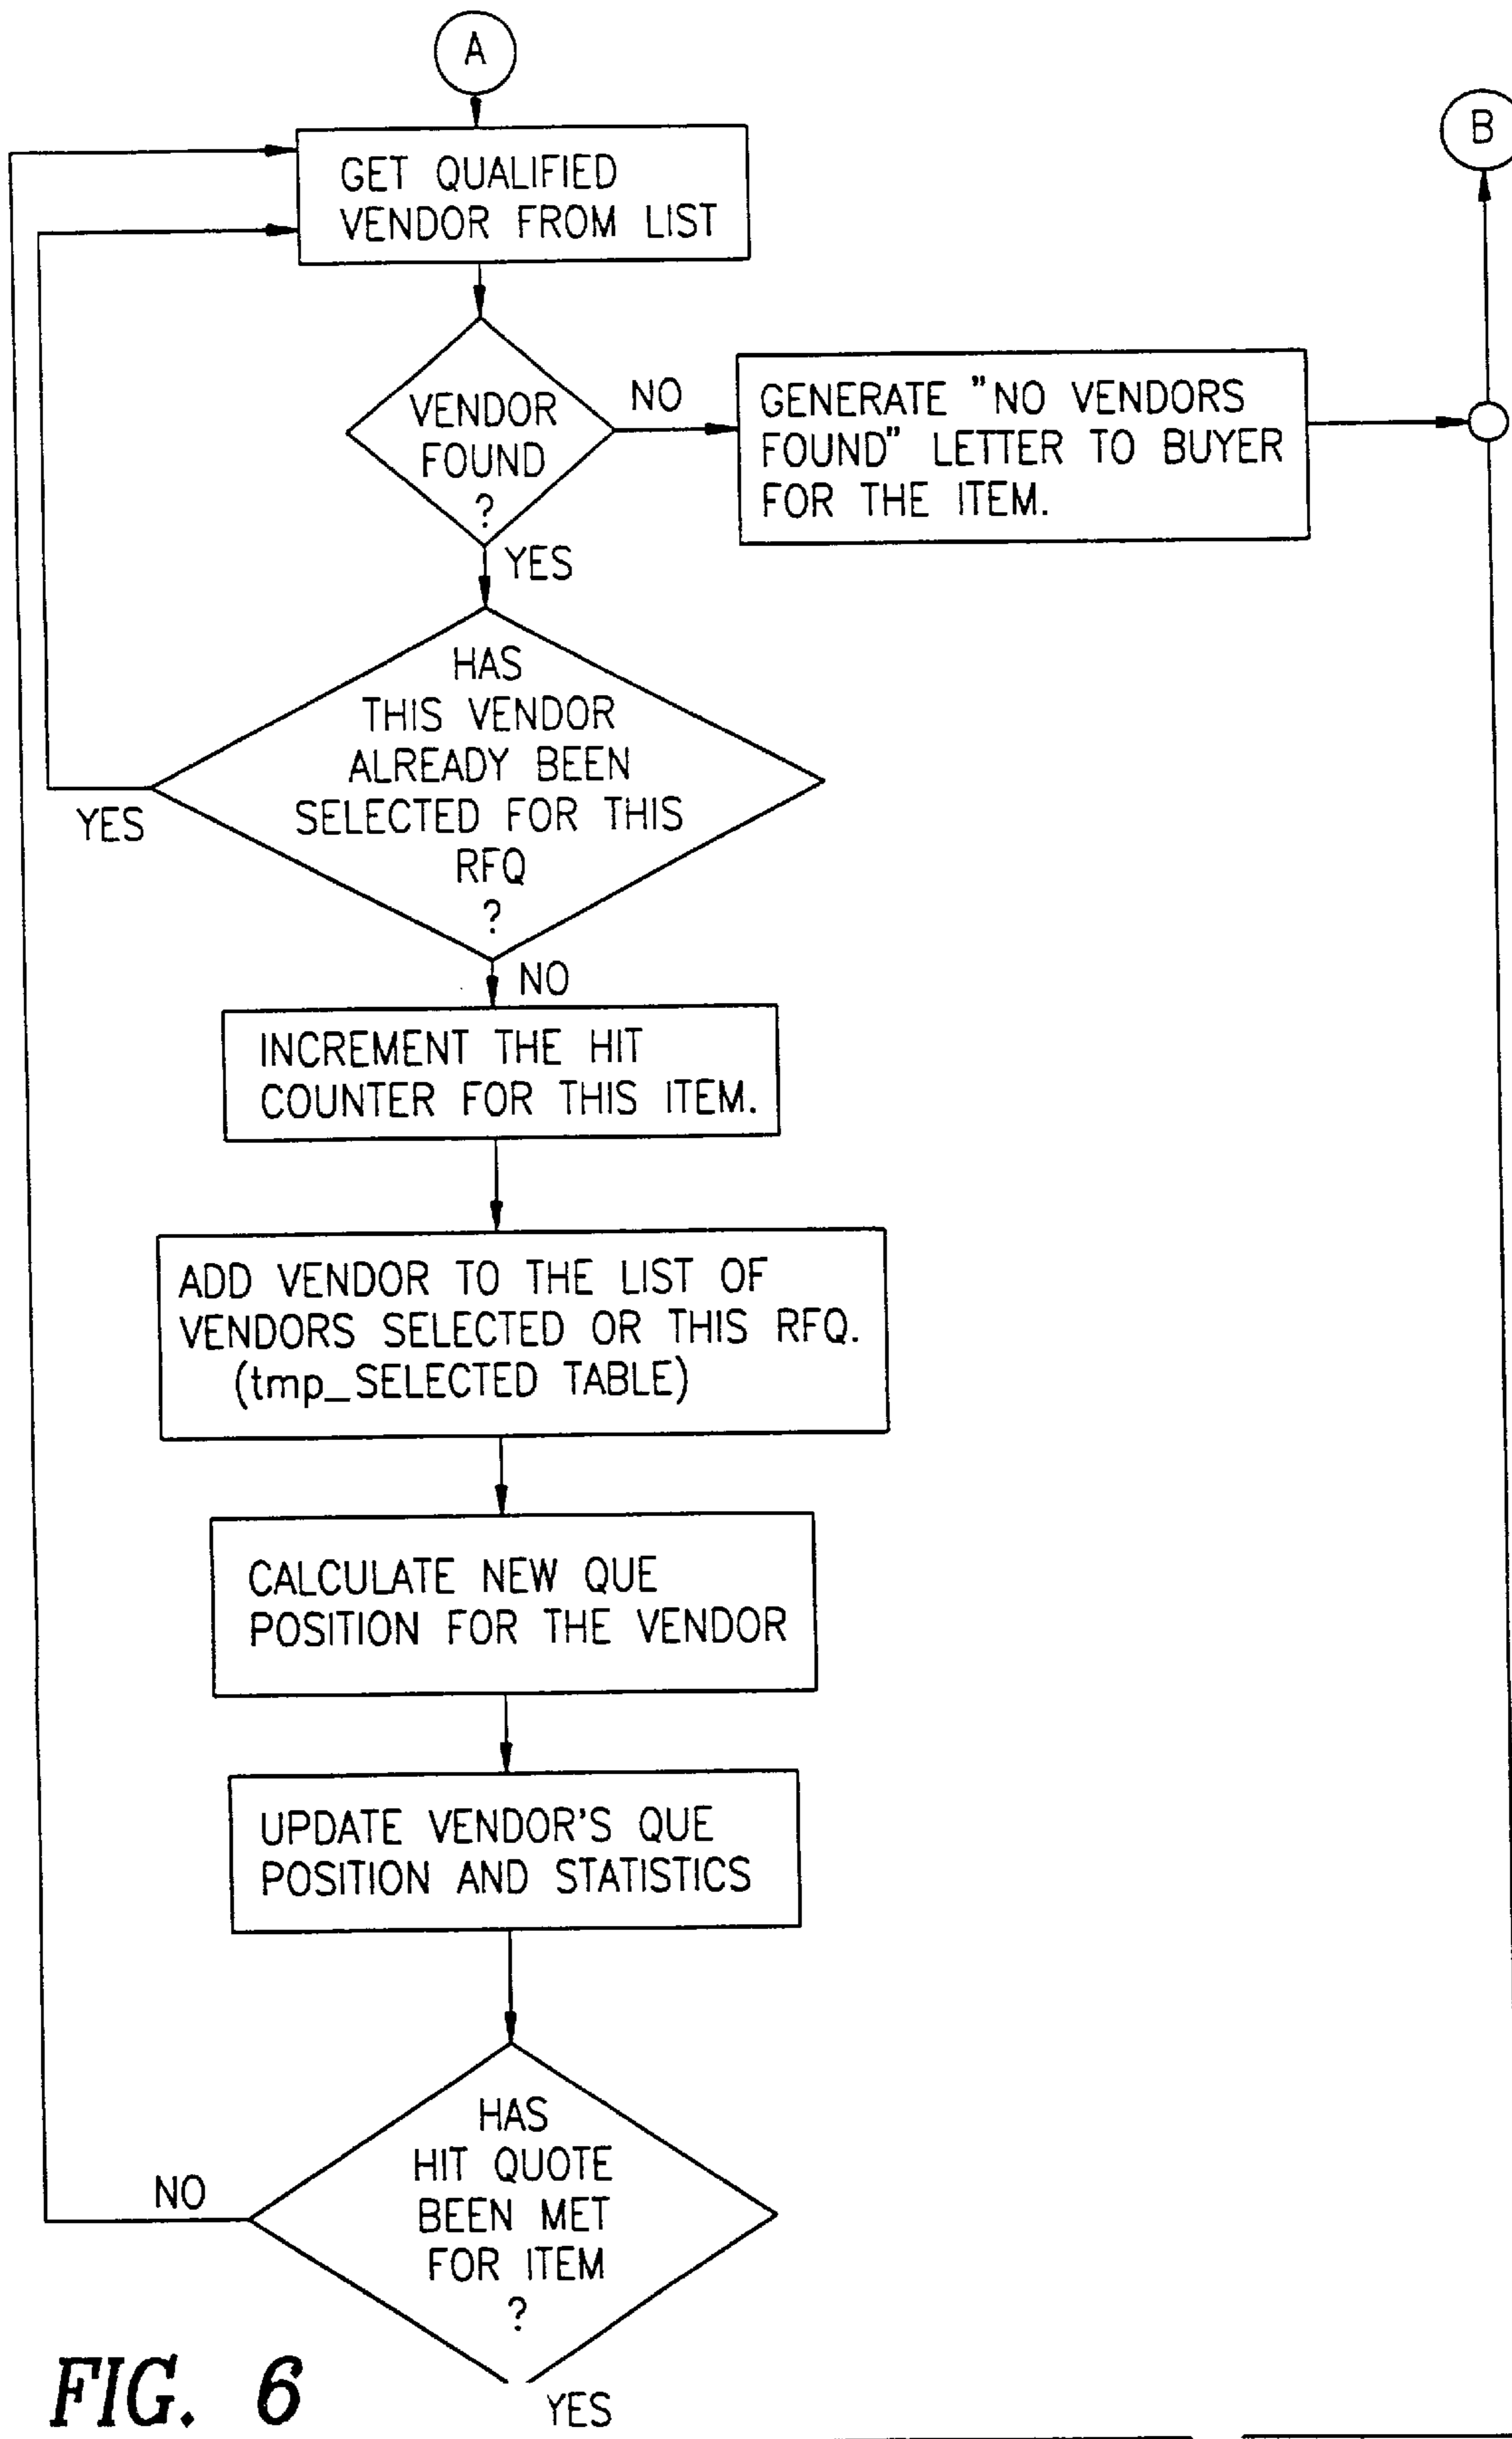 A
B
GET QUALIFIED
VENDOR FROM LIST
VENDOR
FOUND
?
NO
GENERATE "NO VENDORS
FOUND" LETTER TO BUYER
FOR THE ITEM.
YES
HAS
THIS VENDOR
ALREADY BEEN
SELECTED FOR THIS
RFQ
?
YES
NO
INCREMENT THE HIT
COUNTER FOR THIS ITEM.
ADD VENDOR TO THE LIST OF
VENDORS SELECTED OR THIS RFQ.
(tmp_SELECTED TABLE)
CALCULATE NEW QUE
POSITION FOR THE VENDOR
UPDATE VENDOR'S QUE
POSITION AND STATISTICS
HAS
HIT QUOTE
BEEN MET
FOR ITEM
?
NO
YES
FIG. 6